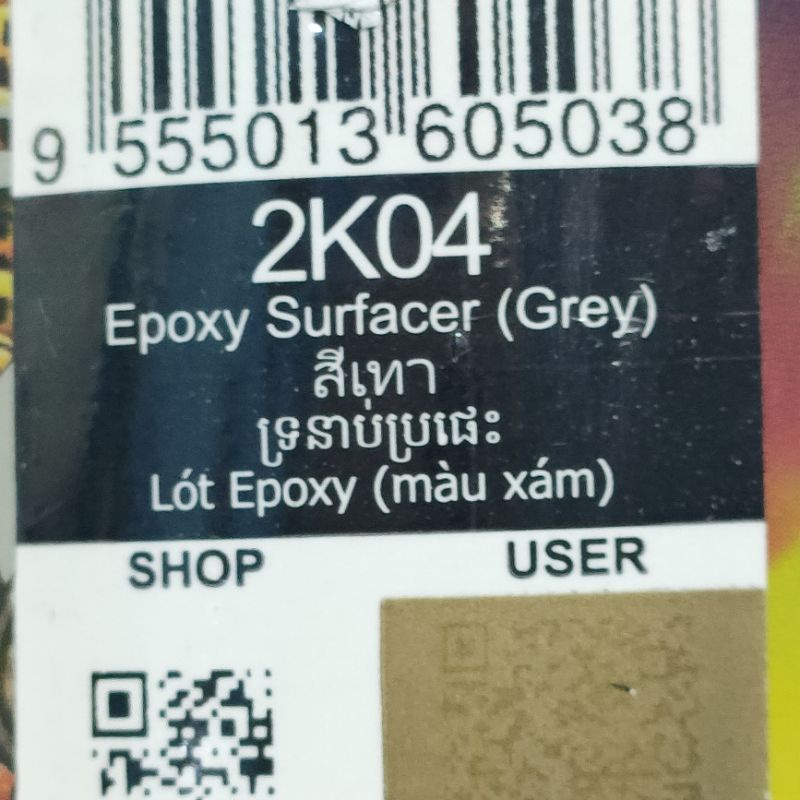 9 555013 605038
2K04
Epoxy Surfacer (Grey)
สีเทา
ទ្រនាប់ប្រផេះ
Lót Epoxy (màu xám)
SHOP USER